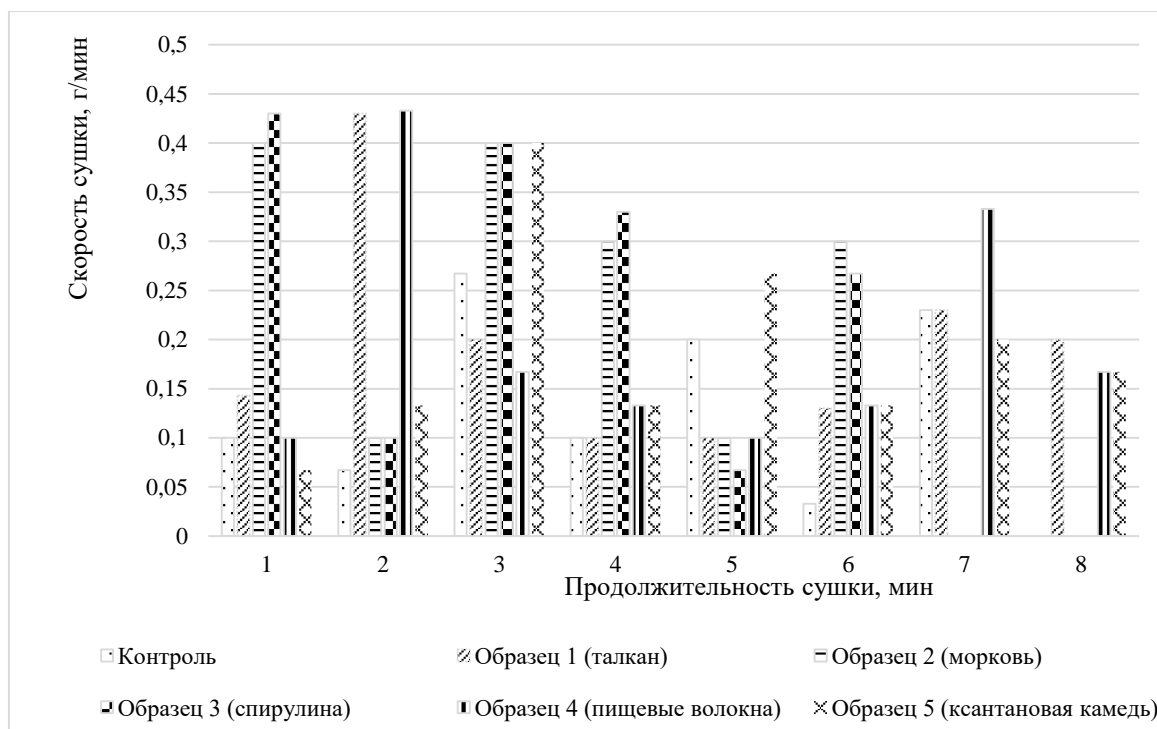 Скорость сушки, г/мин
0,5
0,45
0,4
0,35
0,3
0,25
0,2
0,15
0,1
0,05
0
1 2 3 4 5 6 7 8
Продолжительность сушки, мин
Контроль Образец 1 (талкан) Образец 2 (морковь)
Образец 3 (спирулина) Образец 4 (пищевые волокна) Образец 5 (ксантановая камедь)